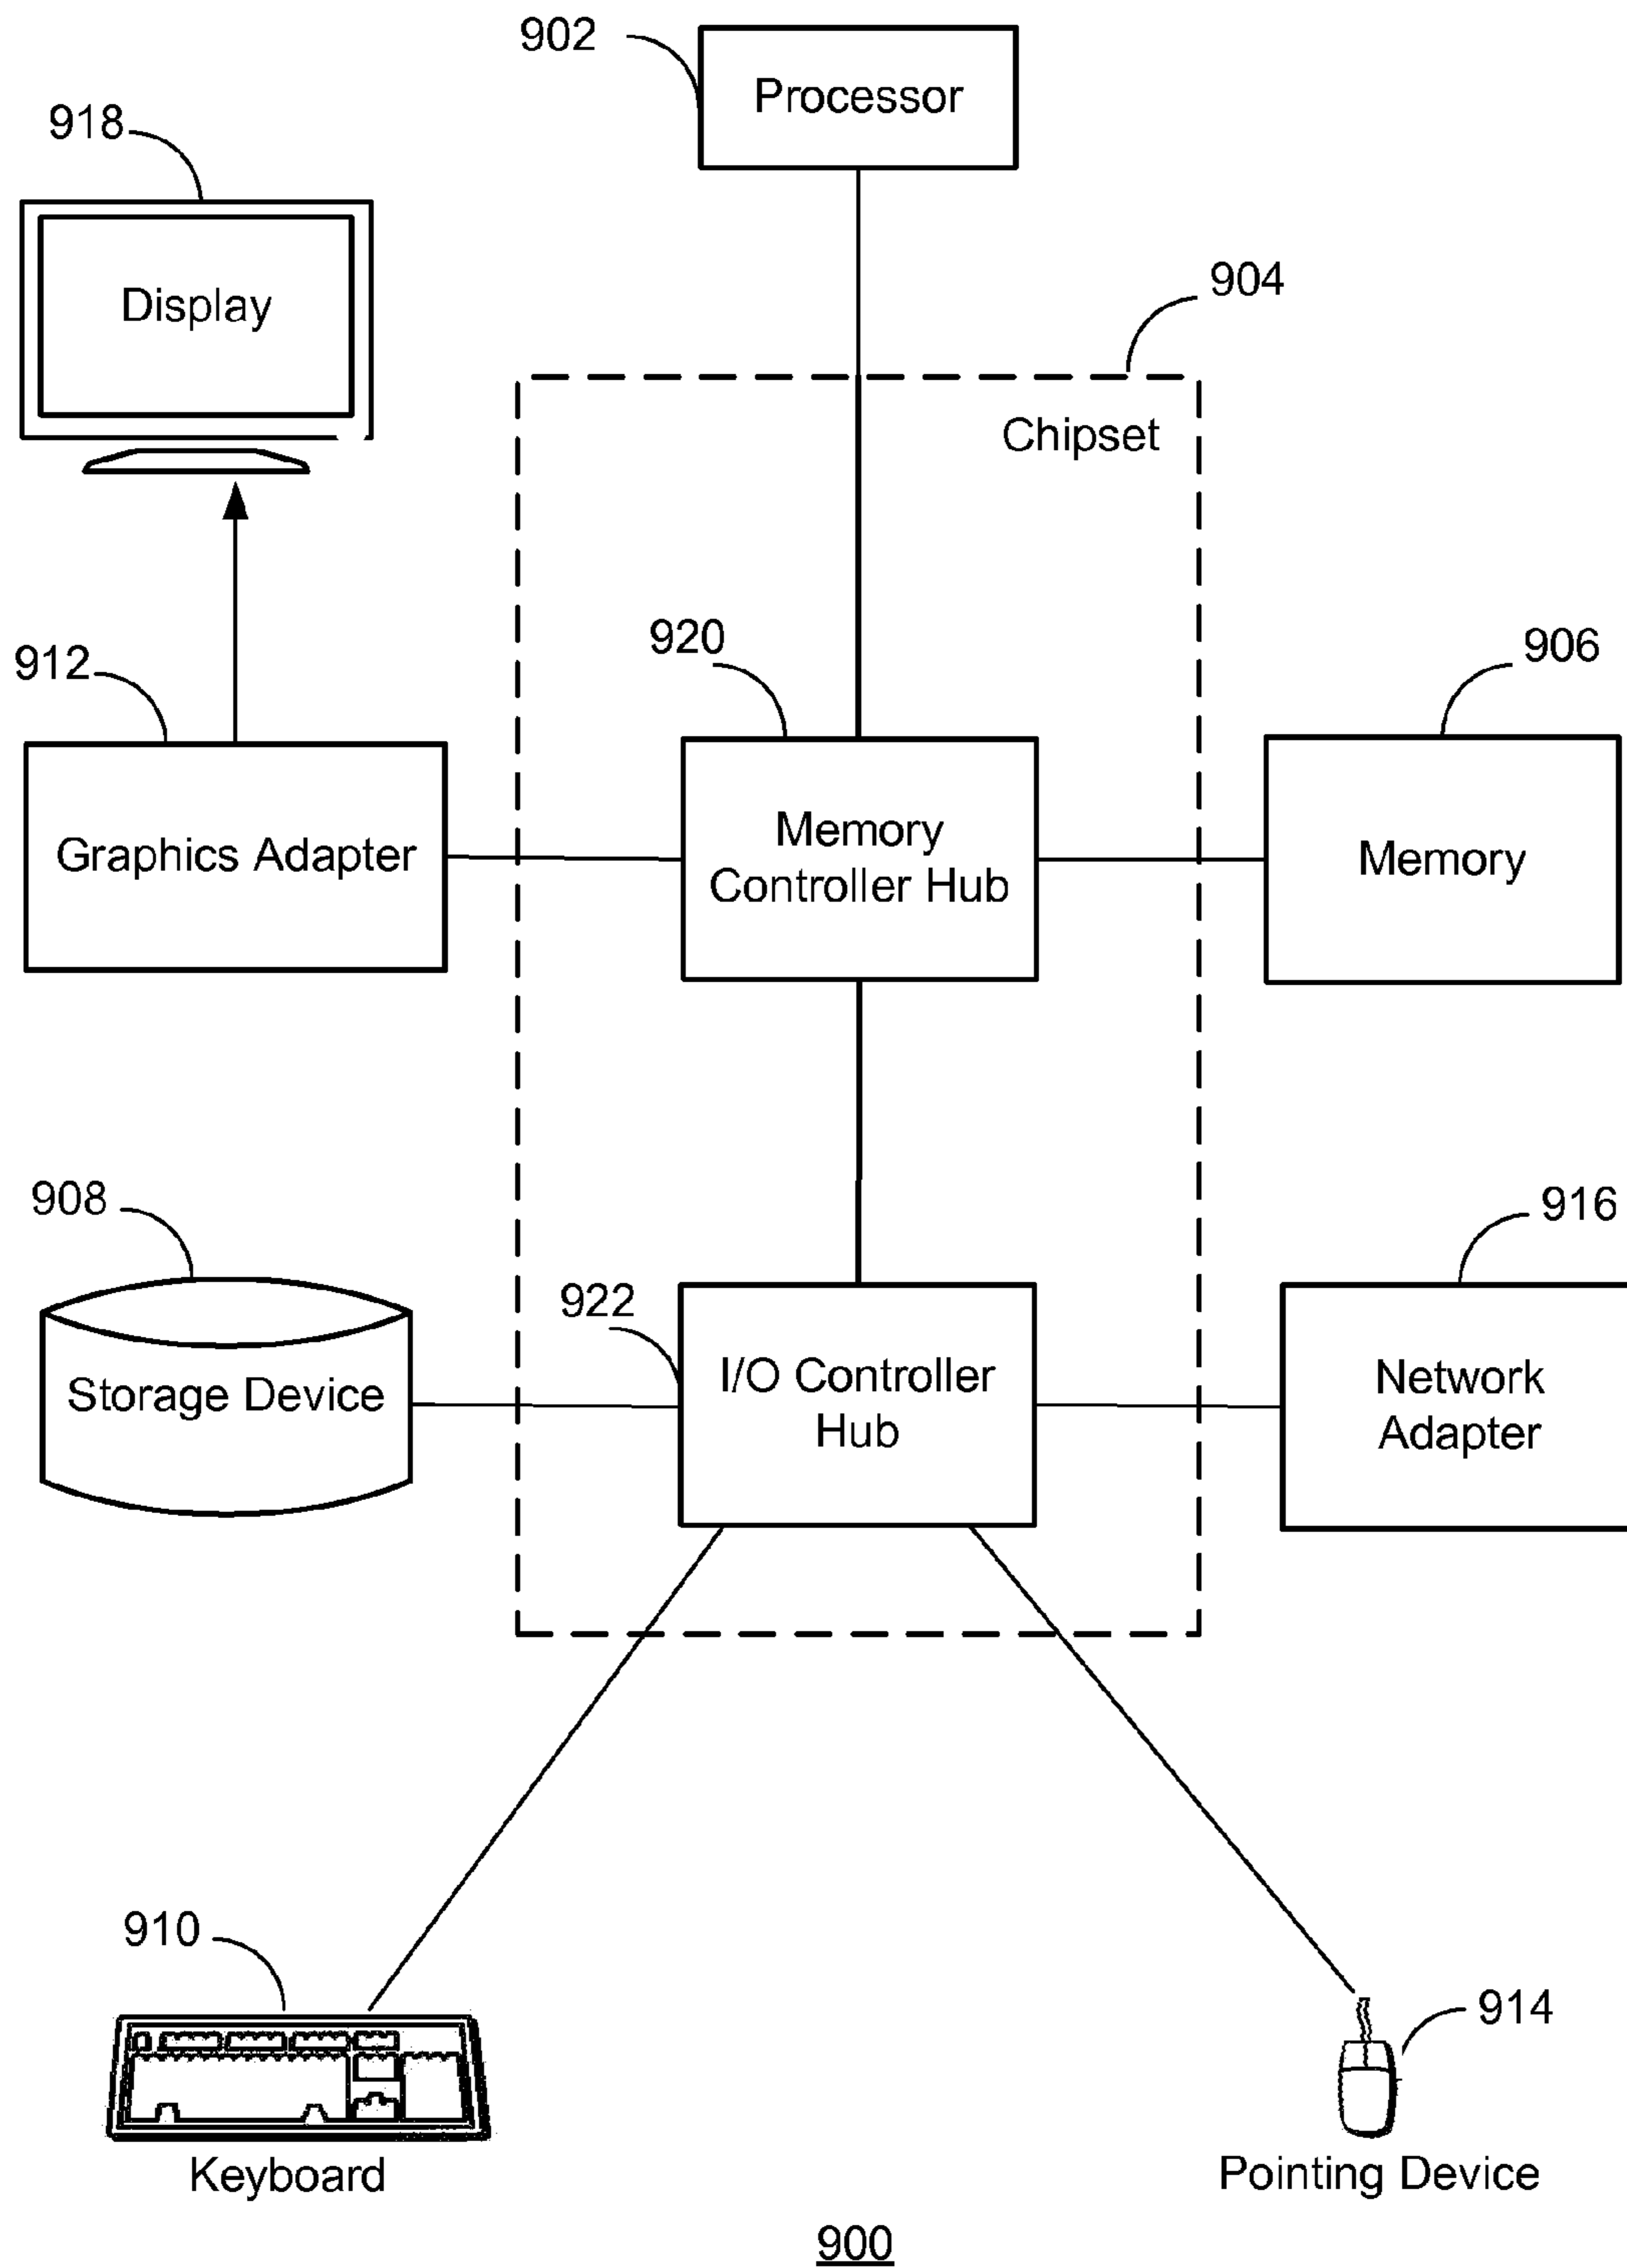 902
Processor
918
Display
904
Chipset
920
906
912
Graphics Adapter
Memory
Controller Hub
Memory
908
916
922
Storage Device
I/O Controller
Hub
Network
Adapter
910
914
Keyboard
Pointing Device
900